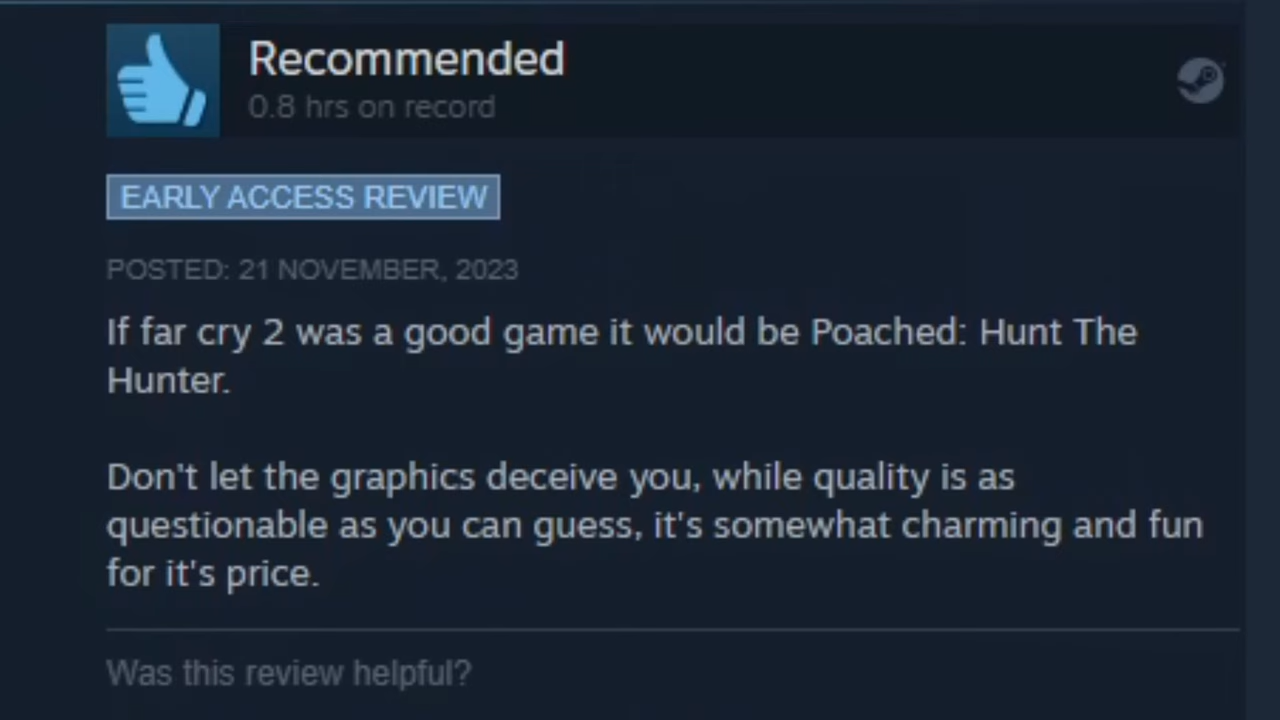 Recommended
0.8 hrs on record
EARLY ACCESS REVIEW
POSTED: 21 NOVEMBER, 2023
If far cry 2 was a good game it would be Poached: Hunt The
Hunter.
Don't let the graphics deceive you, while quality is as
questionable as you can guess, it's somewhat charming and fun
for it's price.
Was this review helpful?